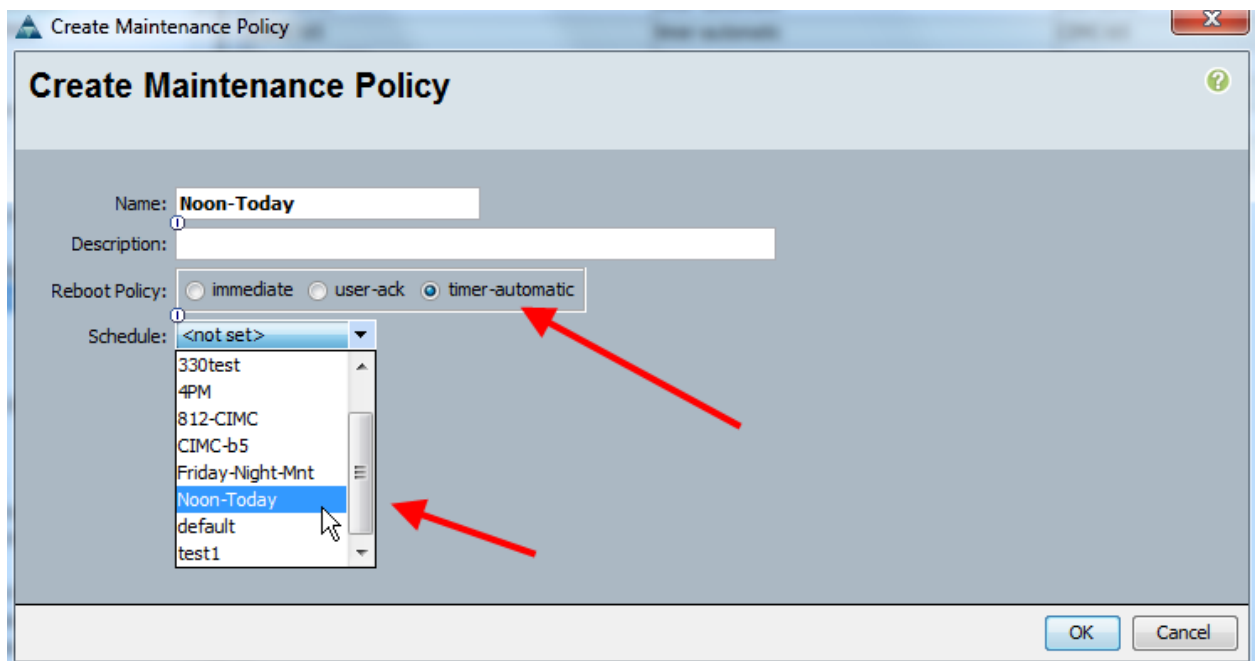 Create Maintenance Policy
Create Maintenance Policy
Name: Noon-Today
Description:
Reboot Policy: immediate user-ack timer-automatic
Schedule: <not set>
330test
4PM
812-CIMC
CIMC-b5
Friday-Night-Mnt
Noon-Today
default
test1
OK Cancel